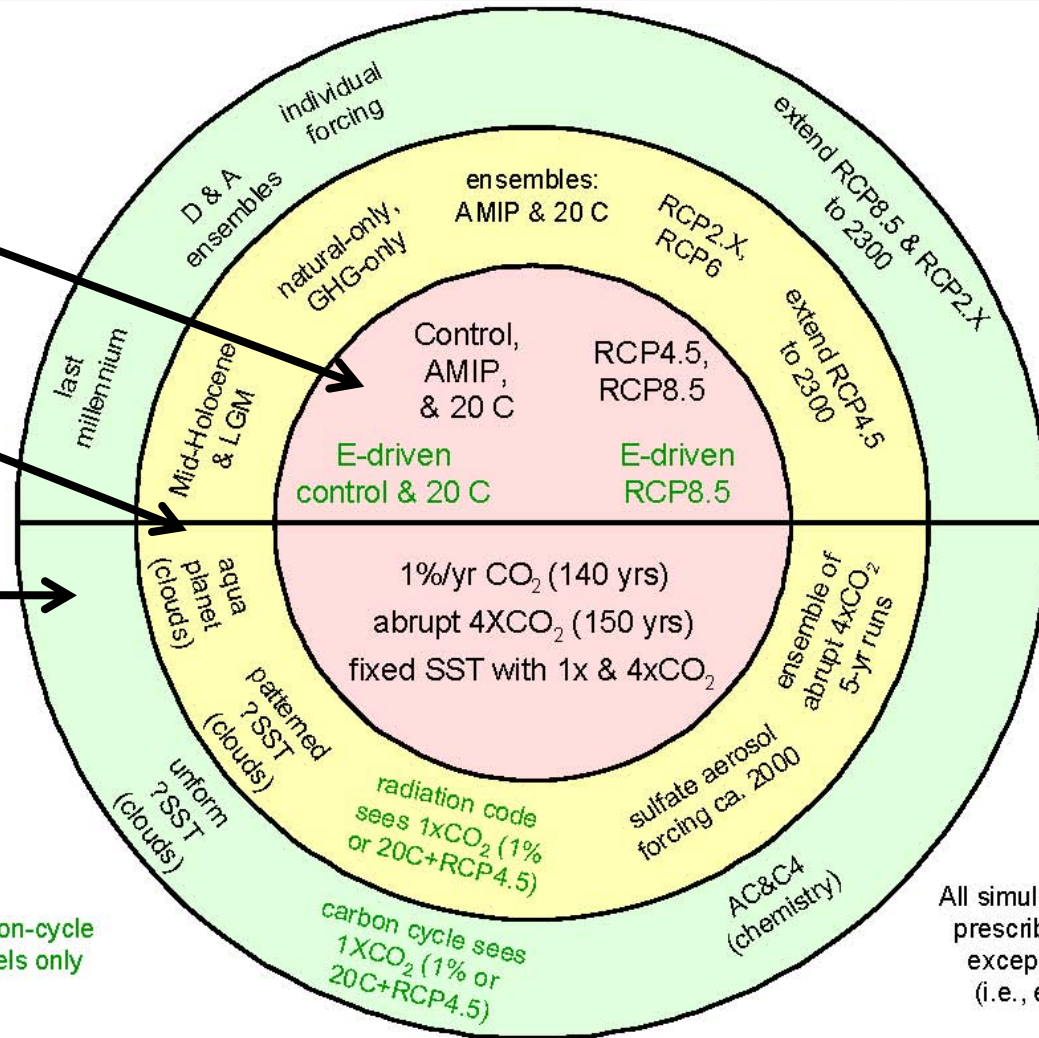 individual
forcing
D & A
ensembles
last
millennium
extend RCP8.5 & RCP2.X
to 2300
ensembles:
AMIP & 20 C
natural-only,
GHG-only
RCP2.X,
RCP6
Mid-Holocene
& LGM
extend RCP4.5
to 2300
Control,
AMIP,
& 20 C
RCP4.5,
RCP8.5
E-driven
control & 20 C
E-driven
RCP8.5
1%/yr CO₂ (140 yrs)
abrupt 4XCO₂ (150 yrs)
fixed SST with 1x & 4xCO₂
aqua
planet
(clouds)
ensemble of
abrupt 4xCO₂
5-yr runs
patterned
?SST
(clouds)
sulfate aerosol
forcing ca. 2000
radiation code
sees 1xCO₂ (1%
or 20C+RCP4.5)
unform
?SST
(clouds)
carbon cycle sees
1XCO₂ (1% or
20C+RCP4.5)
AC&C4
(chemistry)
on-cycle
els only
All simul
prescrib
excep
(i.e., e